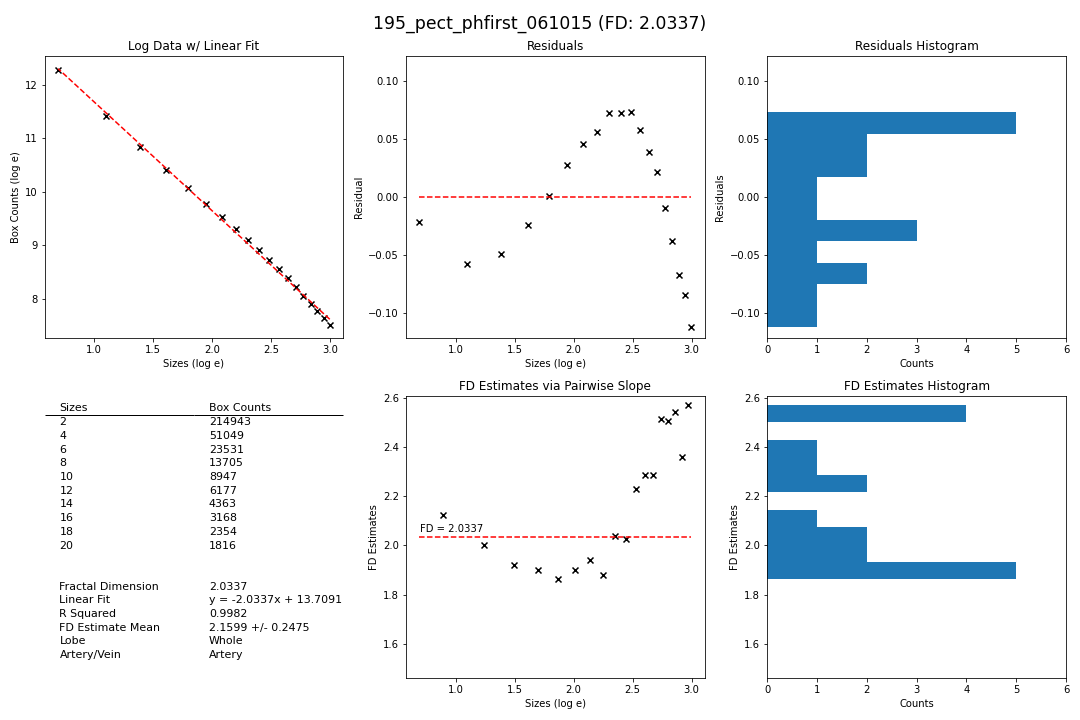 195_pect_phfirst_061015 (FD: 2.0337)
Log Data w/ Linear Fit
Box Counts (log e)
12
11
10
9
8
1.0 1.5 2.0 2.5 3.0
Sizes (log e)
Residuals
Residual
0.10
0.05
0.00
−0.05
−0.10
1.0 1.5 2.0 2.5 3.0
Sizes (log e)
Residuals Histogram
Residuals
0.10
0.05
0.00
−0.05
−0.10
0 1 2 3 4 5 6
Counts
Sizes Box Counts
2 214943
4 51049
6 23531
8 13705
10 8947
12 6177
14 4363
16 3168
18 2354
20 1816
Fractal Dimension 2.0337
Linear Fit y = -2.0337x + 13.7091
R Squared 0.9982
FD Estimate Mean 2.1599 +/- 0.2475
Lobe Whole
Artery/Vein Artery
FD Estimates via Pairwise Slope
FD Estimates
2.6
2.4
2.2
2.0
1.8
1.6
FD = 2.0337
1.0 1.5 2.0 2.5 3.0
Sizes (log e)
FD Estimates Histogram
FD Estimates
2.6
2.4
2.2
2.0
1.8
1.6
0 1 2 3 4 5 6
Counts